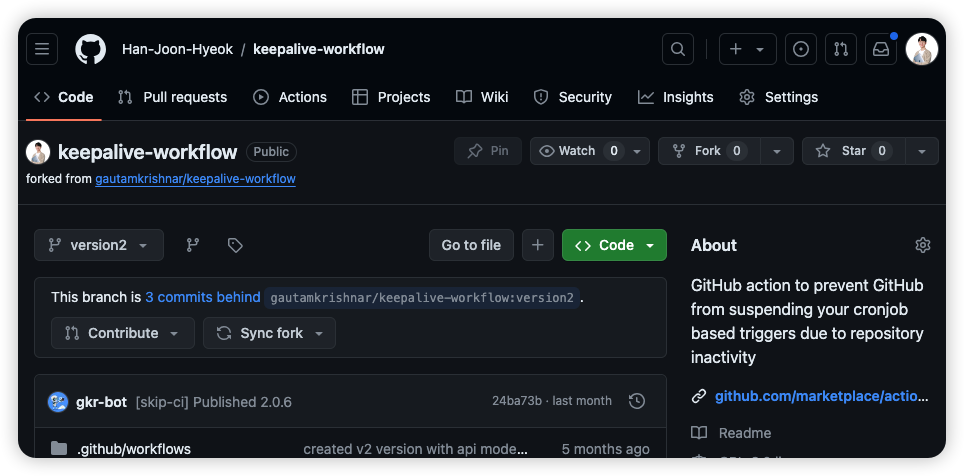 Han-Joon-Hyeok / keepalive-workflow
Code Pull requests Actions Projects Wiki Security Insights Settings
keepalive-workflow Public Pin Watch 0 Fork 0 Star 0
forked from gautamkrishnar/keepalive-workflow
version2 Go to file Code
This branch is 3 commits behind gautamkrishnar/keepalive-workflow:version2 .
Contribute Sync fork
gkr-bot [skip-ci] Published 2.0.6 24ba73b · last month
.github/workflows created v2 version with api mode... 5 months ago
About
GitHub action to prevent GitHub
from suspending your cronjob
based triggers due to repository
inactivity
github.com/marketplace/actio...
Readme